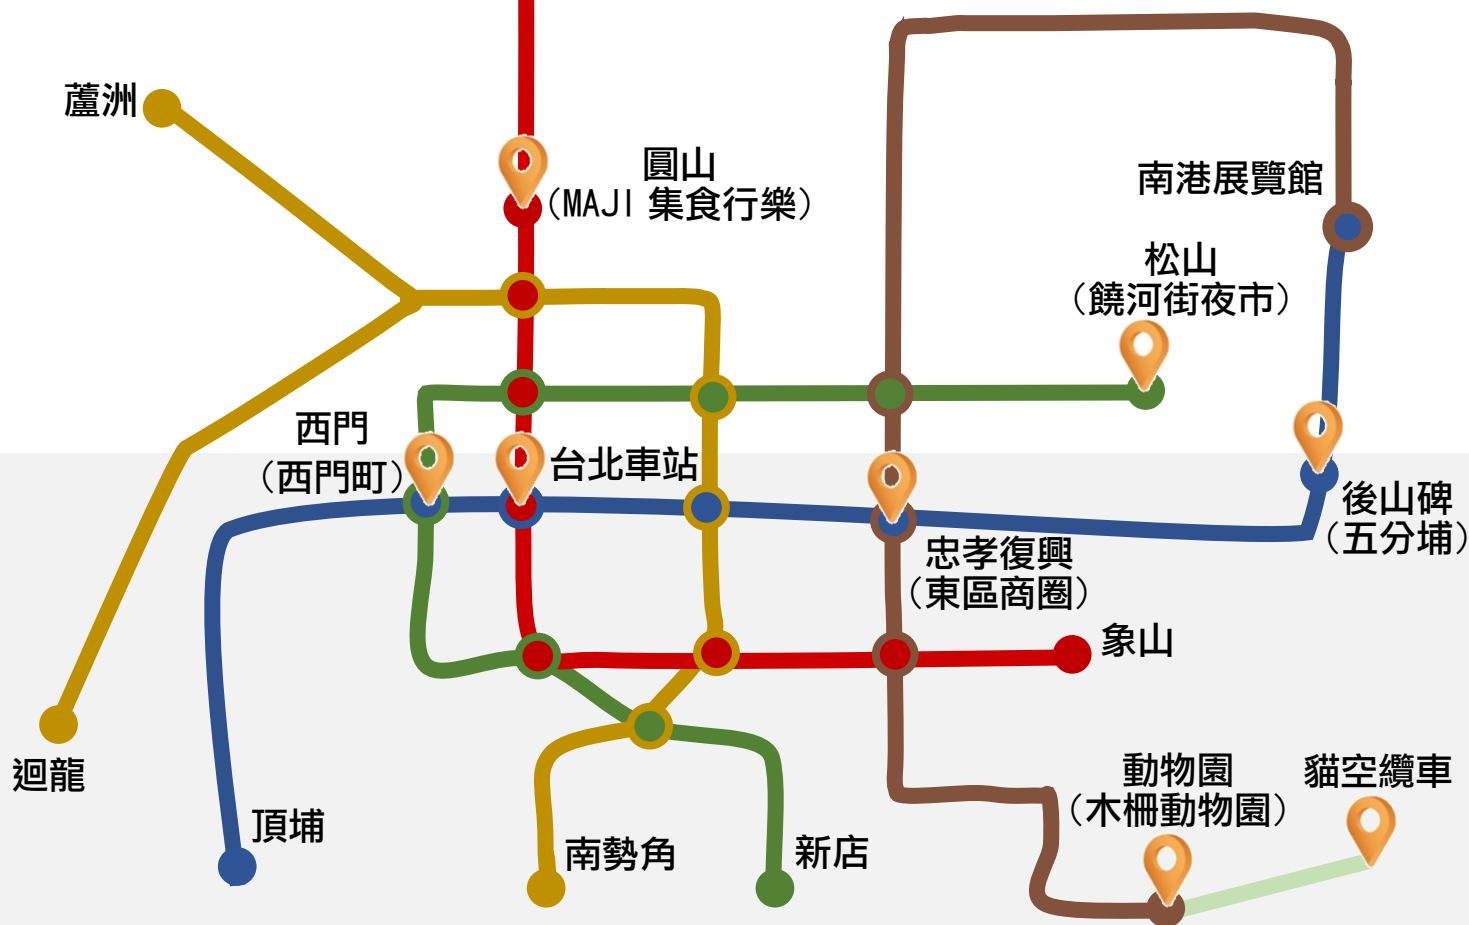 蘆洲
圓山
（MAJI 集食行樂）
南港展覽館
松山
（饒河街夜市）
西門
（西門町）
台北車站
後山碑
（五分埔）
忠孝復興
（東區商圈）
象山
迴龍
頂埔
南勢角
新店
動物園
（木柵動物園）
貓空纜車